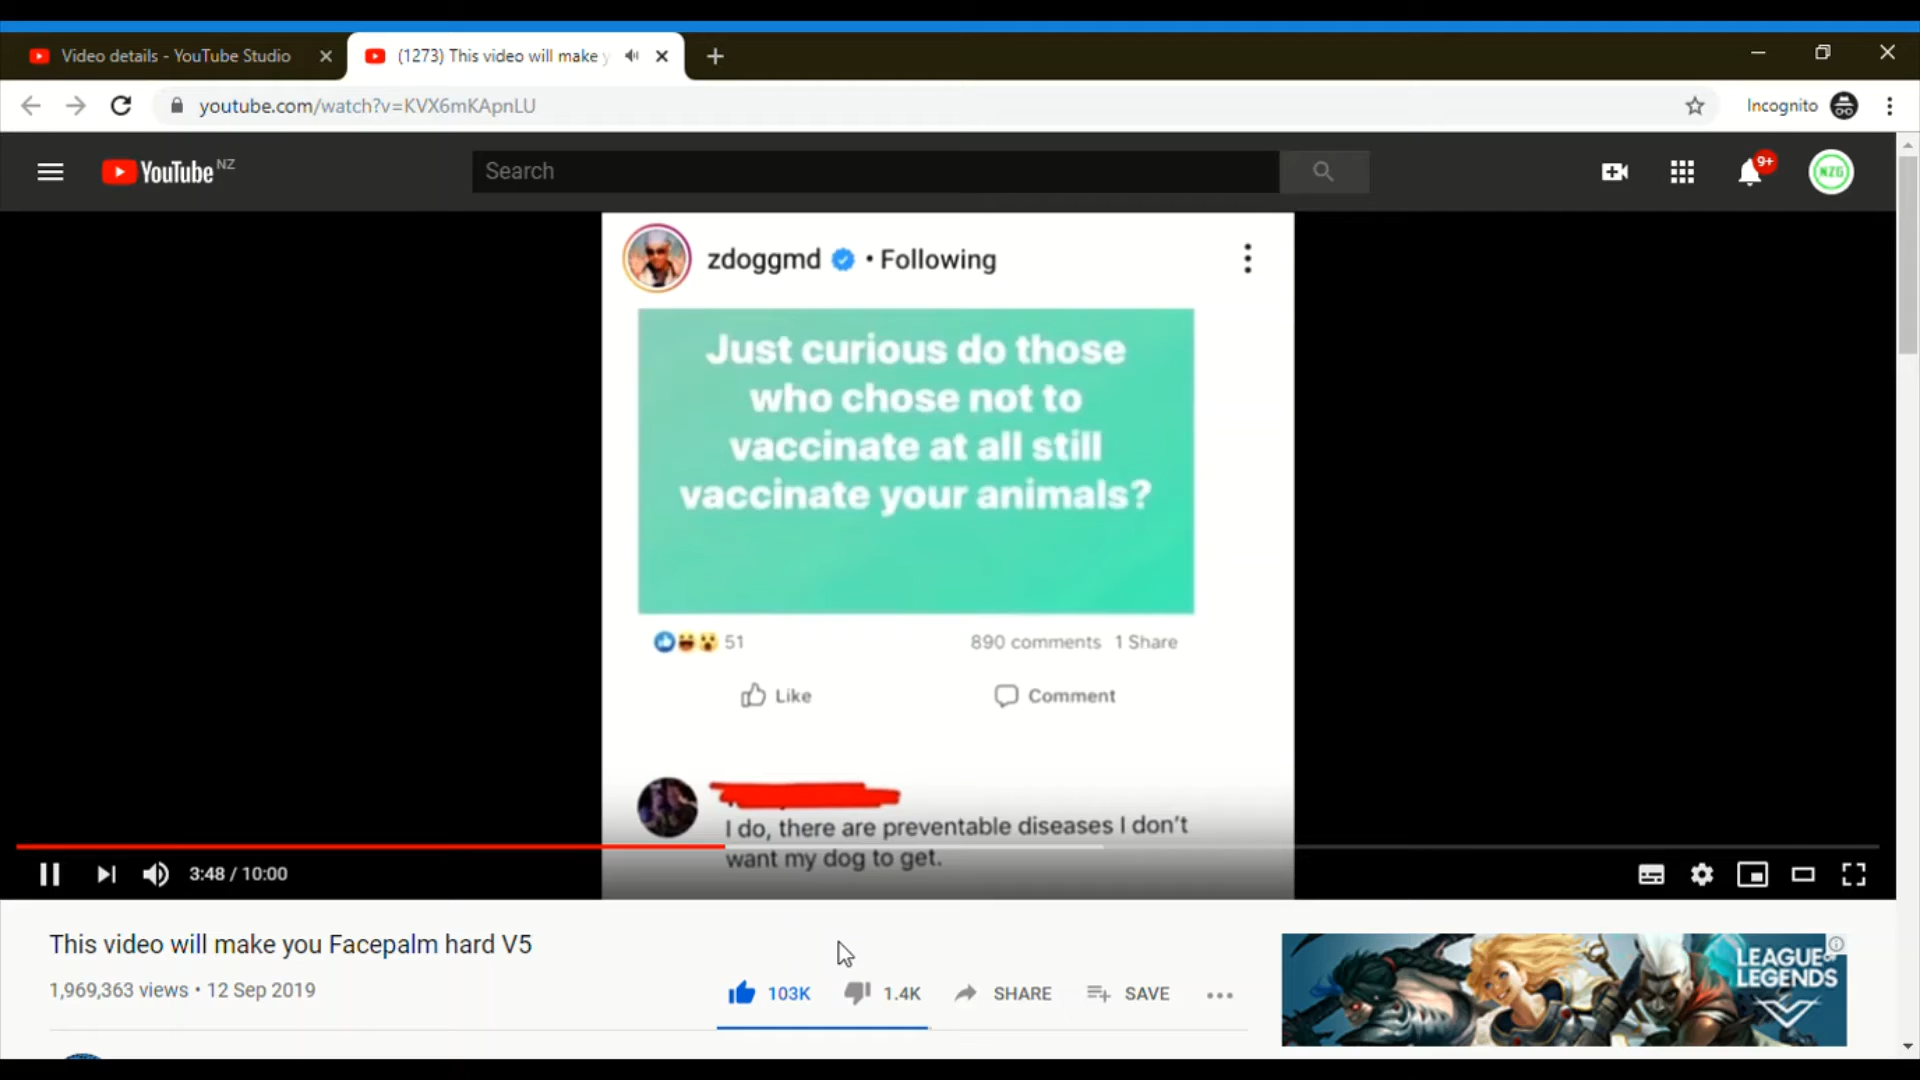 Video details - YouTube Studio
(1273) This video will make y
youtube.com/watch?v=KVX6mKApnLU
Incognito
YouTube NZ
Search
9+
NZG
zdoggmd • Following
Just curious do those
who chose not to
vaccinate at all still
vaccinate your animals?
51
890 comments 1 Share
Like
Comment
I do, there are preventable diseases I don't
want my dog to get.
3:48 / 10:00
This video will make you Facepalm hard V5
1,969,363 views • 12 Sep 2019
103K
1.4K
SHARE
SAVE
LEAGUE OF
LEGENDS